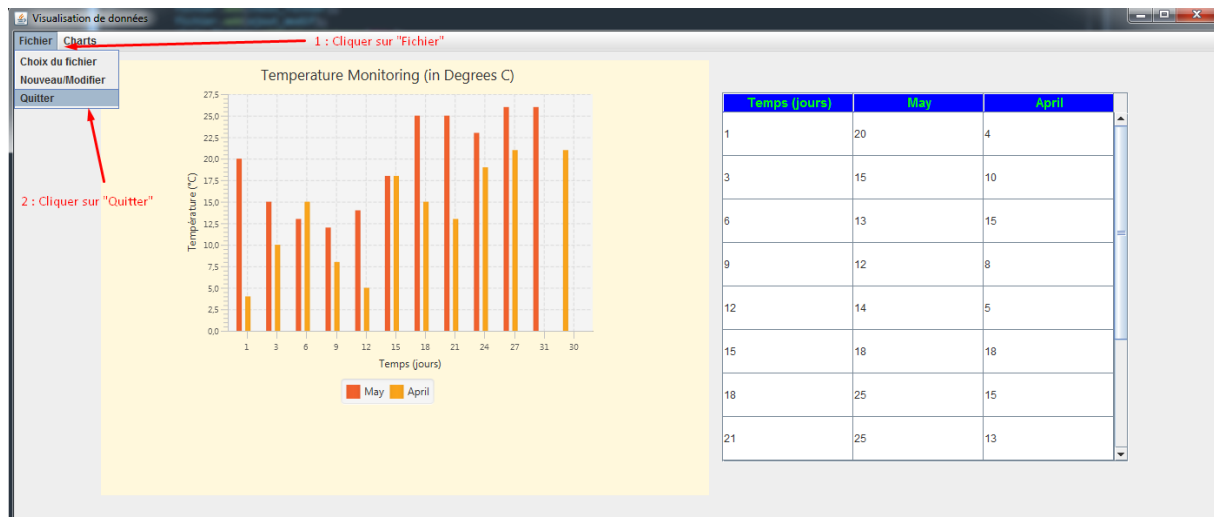 Visualisation de données
Fichier Charts
1 : Cliquer sur "Fichier"
Choix du fichier
Nouveau/Modifier
Quitter
2 : Cliquer sur "Quitter"
Temperature Monitoring (in Degrees C)
Température (°C)
27,5
25,0
22,5
20,0
17,5
15,0
12,5
10,0
7,5
5,0
2,5
0,0
1 3 6 9 12 15 18 21 24 27 31 30
Temps (jours)
May April
Temps (jours) May April
1 20 4
3 15 10
6 13 15
9 12 8
12 14 5
15 18 18
18 25 15
21 25 13